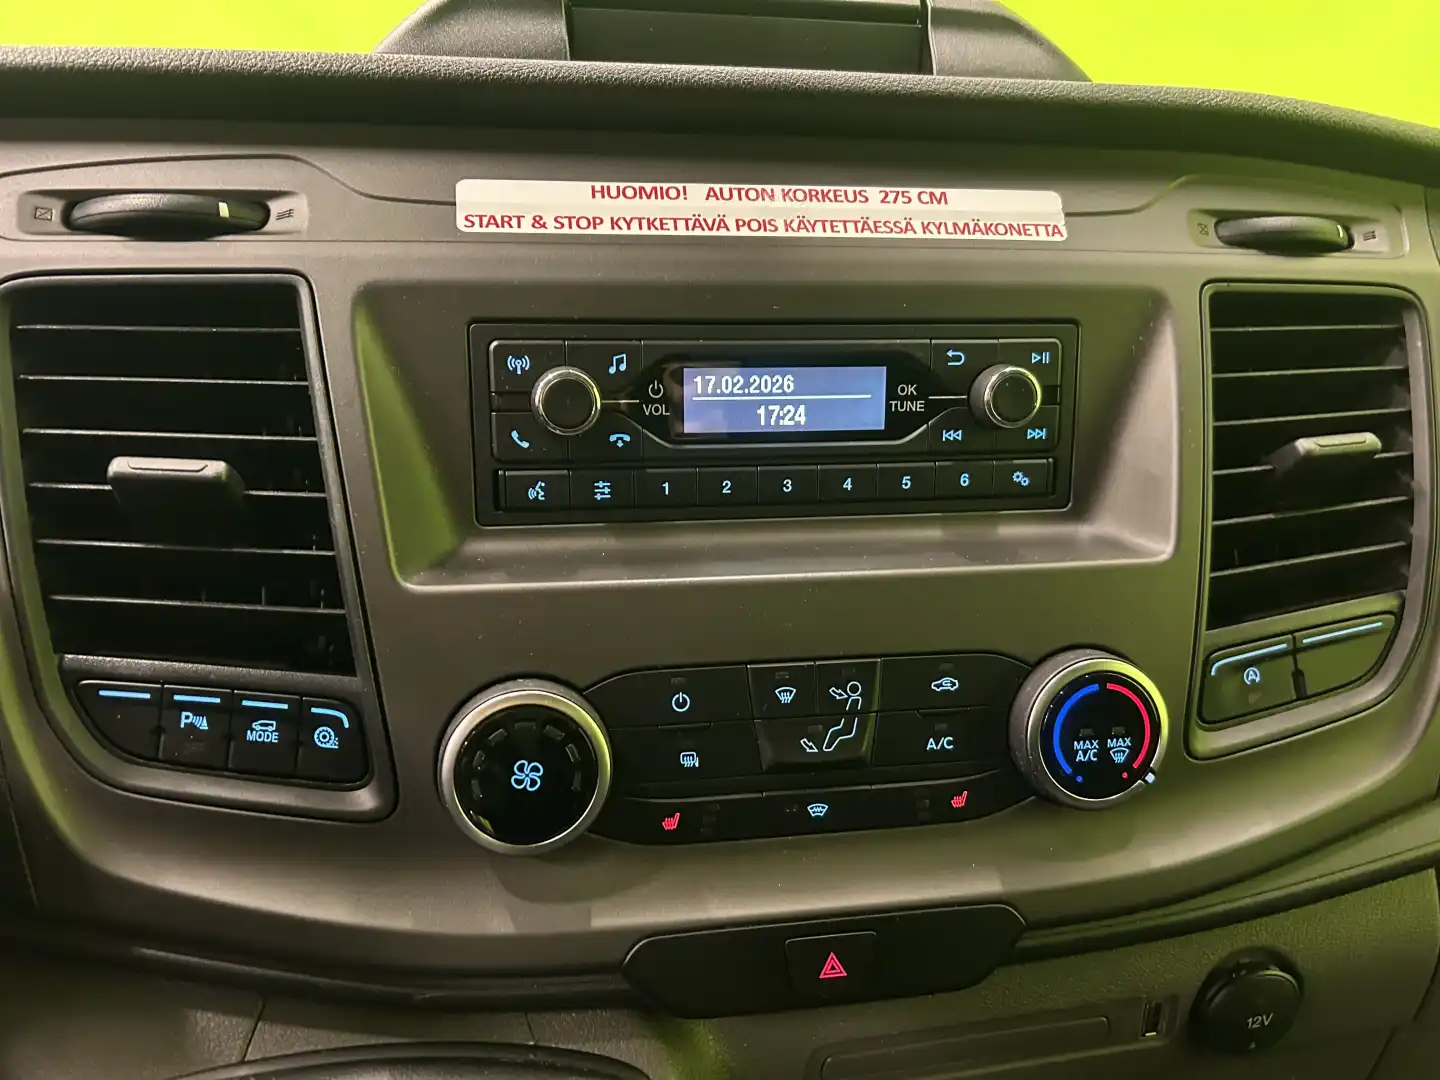 HUOMIO! AUTON KORKEUS 275 CM
START & STOP KYTKETTÄVÄ POIS KÄYTETTÄESSÄ KYLMÄKONETTA
VOL
17.02.2026
17:24
OK
TUNE
1 2 3 4 5 6
P
MODE
A
A/C
MAX
A/C
MAX
12V